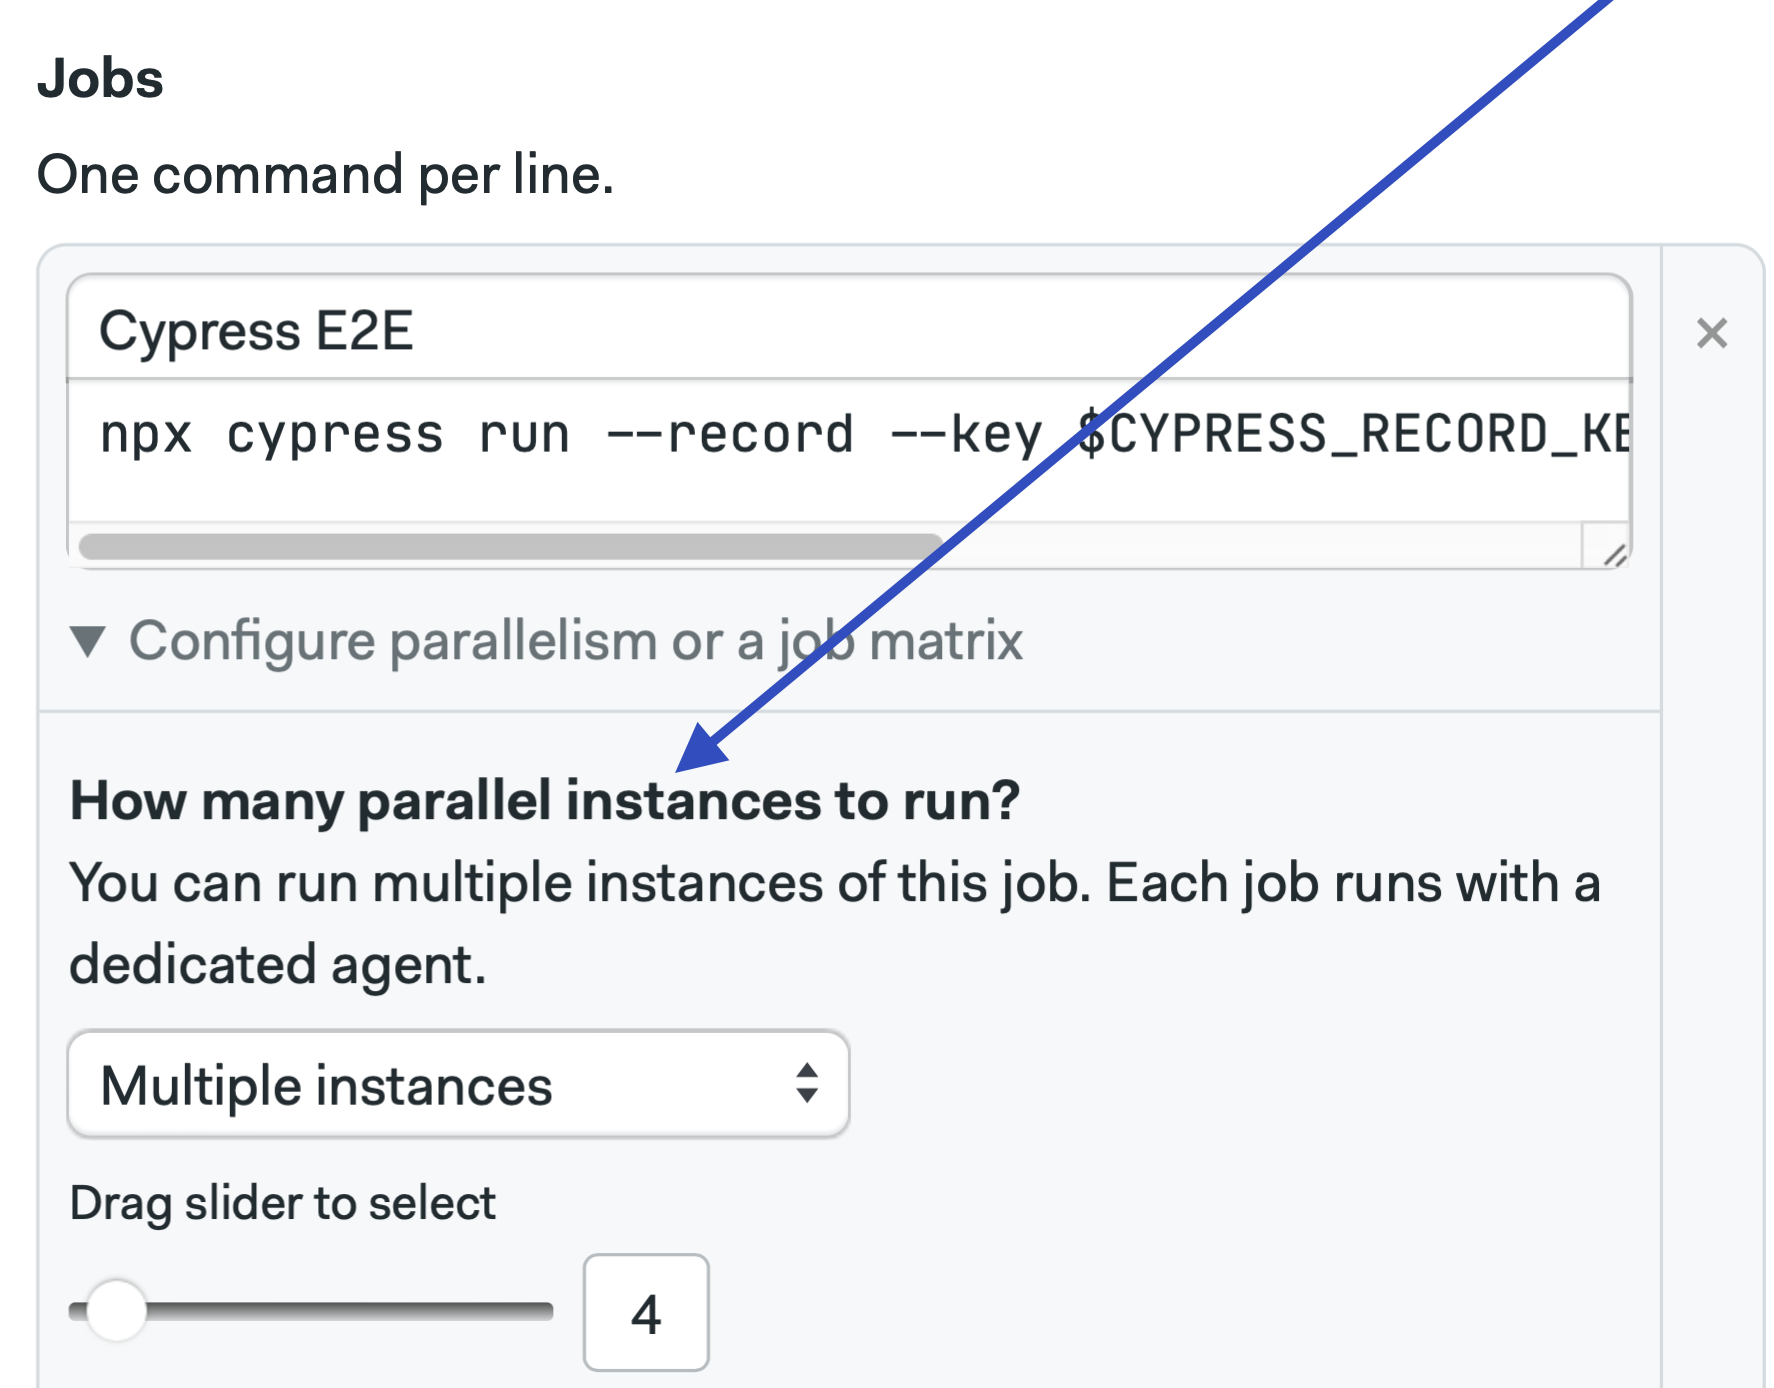 Jobs
One command per line.
Cypress E2E
npx cypress run --record --key $CYPRESS_RECORD_KE
▼ Configure parallelism or a job matrix
How many parallel instances to run?
You can run multiple instances of this job. Each job runs with a
dedicated agent.
Multiple instances
Drag slider to select
4